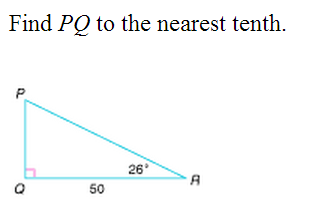 Find PQ to the nearest tenth.
P
26°
R
Q
50